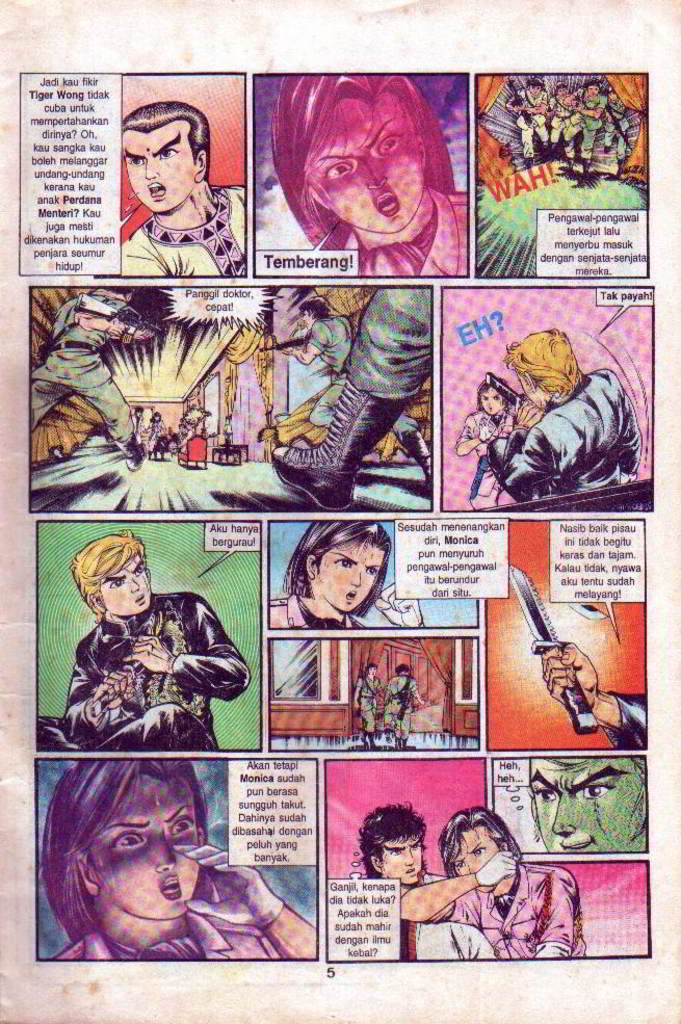 Jadi kau fikir
Tiger Wong tidak
cuba untuk
mempertahankan
dirinya? Oh,
kau sangka kau
boleh melanggar
undang-undang
kerana kau
anak Perdana
Menteri? Kau
juga mesti
dikenakan hukuman
penjara seumur
hidup!
Temberang!
WAH!
Pengawal-pengawal
terkejut lalu
menyerbu masuk
dengan senjata-senjata
mereka.
Panggil doktor,
cepat!
EH?
Tak payah!
Aku hanya
bergurau!
Sesudah menenangkan
diri, Monica
pun menyuruh
pengawal-pengawal
itu berundur
dari situ.
Nasib baik pisau
ini tidak begitu
keras dan tajam.
Kalau tidak, nyawa
aku tentu sudah
melayang!
Akan tetapi
Monica sudah
pun berasa
sungguh takut.
Dahinya sudah
dibasahi dengan
peluh yang
banyak.
Heh,
heh...
Ganjil, kenapa
dia tidak luka?
Apakah dia
sudah mahir
dengan ilmu
kebal?
5